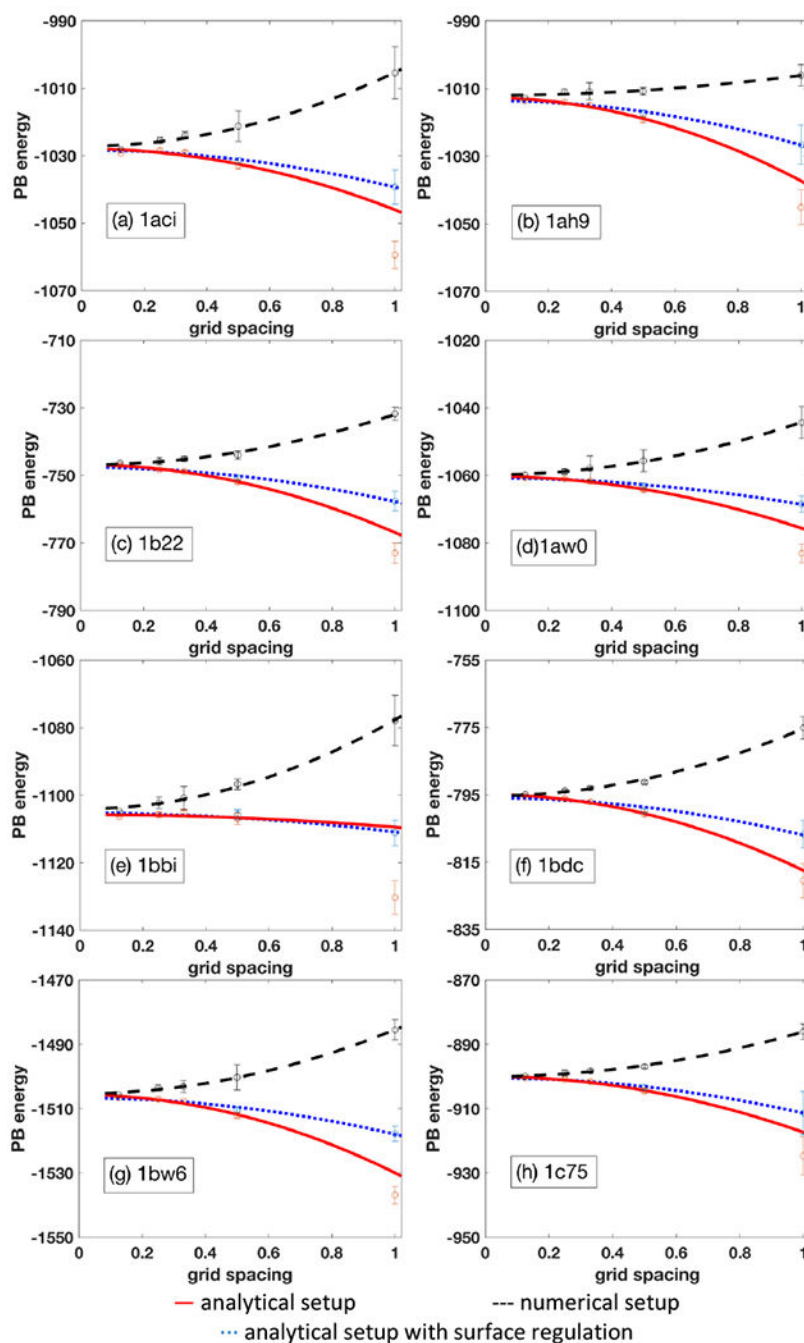 -990
-1010
-1030
-1050
-1070
PB energy
(a) 1aci
0 0.2 0.4 0.6 0.8 1
grid spacing
-990
-1010
-1030
-1050
-1070
PB energy
(b) 1ah9
0 0.2 0.4 0.6 0.8 1
grid spacing
-710
-730
-750
-770
-790
PB energy
(c) 1b22
0 0.2 0.4 0.6 0.8 1
grid spacing
-1020
-1040
-1060
-1080
-1100
PB energy
(d)1aw0
0 0.2 0.4 0.6 0.8 1
grid spacing
-1060
-1080
-1100
-1120
-1140
PB energy
(e) 1bbi
0 0.2 0.4 0.6 0.8 1
grid spacing
-755
-775
-795
-815
-835
PB energy
(f) 1bdc
0 0.2 0.4 0.6 0.8 1
grid spacing
-1470
-1490
-1510
-1530
-1550
PB energy
(g) 1bw6
0 0.2 0.4 0.6 0.8 1
grid spacing
-870
-890
-910
-930
-950
PB energy
(h) 1c75
0 0.2 0.4 0.6 0.8 1
grid spacing
analytical setup
numerical setup
analytical setup with surface regulation